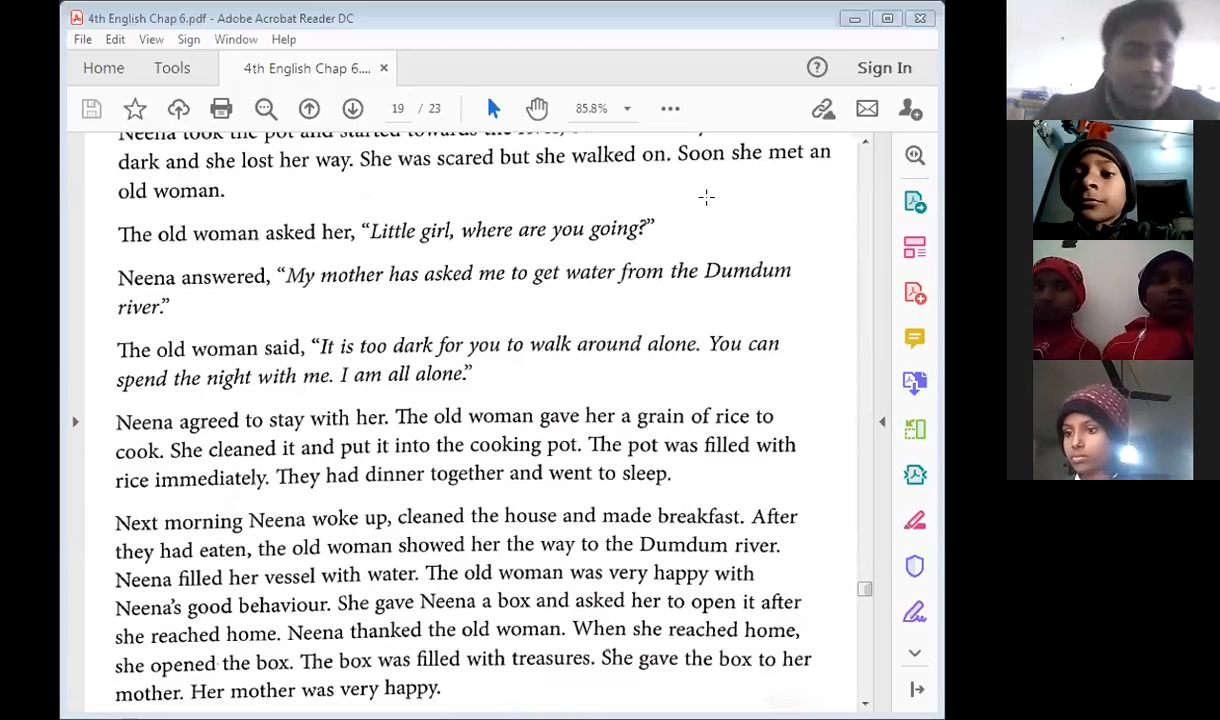 4th English Chap 6.pdf - Adobe Acrobat Reader DC
File Edit View Sign Window Help
Home Tools 4th English Chap 6.... × Sign In
19 / 23 85.8%
Neena took the pot and started towards the river,
dark and she lost her way. She was scared but she walked on. Soon she met an
old woman.
The old woman asked her, “Little girl, where are you going?”
Neena answered, “My mother has asked me to get water from the Dumdum
river.”
The old woman said, “It is too dark for you to walk around alone. You can
spend the night with me. I am all alone.”
Neena agreed to stay with her. The old woman gave her a grain of rice to
cook. She cleaned it and put it into the cooking pot. The pot was filled with
rice immediately. They had dinner together and went to sleep.
Next morning Neena woke up, cleaned the house and made breakfast. After
they had eaten, the old woman showed her the way to the Dumdum river.
Neena filled her vessel with water. The old woman was very happy with
Neena’s good behaviour. She gave Neena a box and asked her to open it after
she reached home. Neena thanked the old woman. When she reached home,
she opened the box. The box was filled with treasures. She gave the box to her
mother. Her mother was very happy.